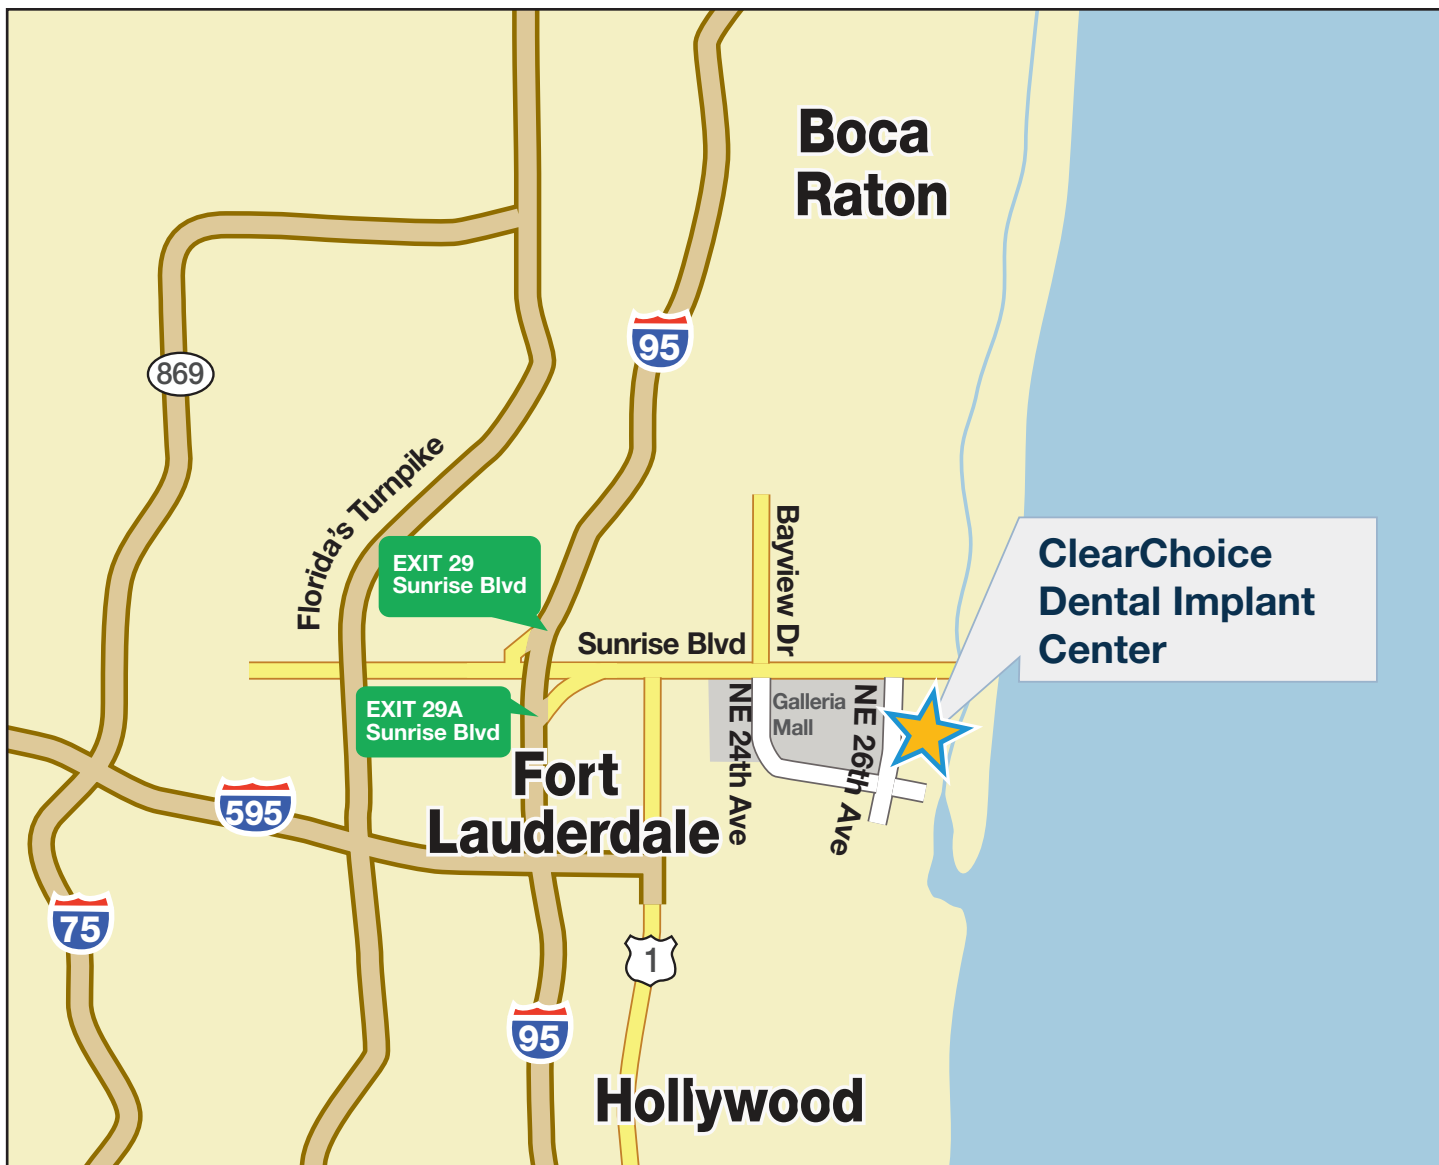 Boca
Raton
95
869
Florida's Turnpike
EXIT 29
Sunrise Blvd
Bayview Dr
Sunrise Blvd
ClearChoice
Dental Implant
Center
EXIT 29A
Sunrise Blvd
NE 24th Ave
Galleria
Mall
NE 26th Ave
Fort
Lauderdale
595
75
1
95
Hollywood